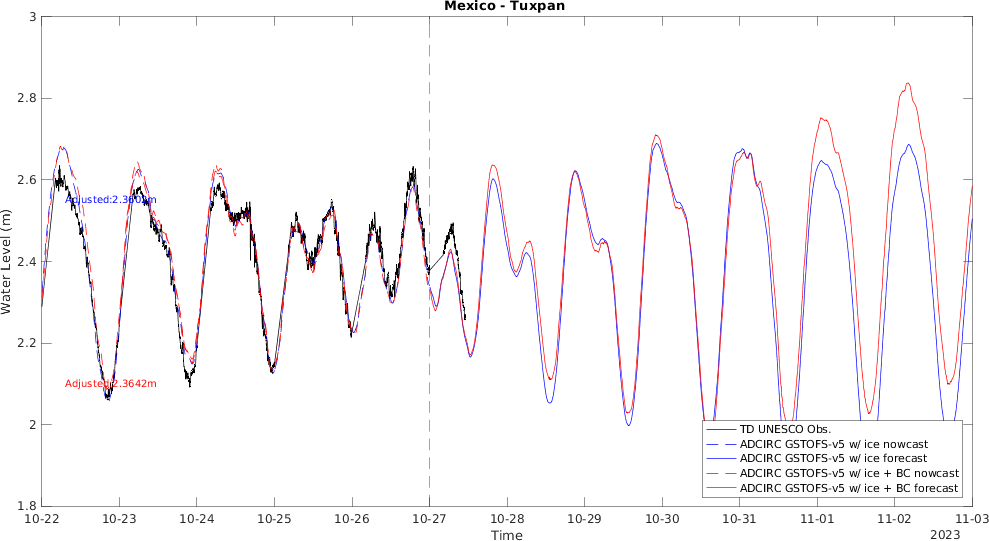 Mexico - Tuxpan
Water Level (m)
3
2.8
2.6
2.4
2.2
2
1.8
Adjusted:2.3642m
TD UNESCO Obs.
ADCIRC GSTOFS-v5 w/ ice nowcast
ADCIRC GSTOFS-v5 w/ ice forecast
ADCIRC GSTOFS-v5 w/ ice + BC nowcast
ADCIRC GSTOFS-v5 w/ ice + BC forecast
10-22 10-23 10-24 10-25 10-26 10-27 10-28 10-29 10-30 10-31 11-01 11-02 11-03
Time
2023